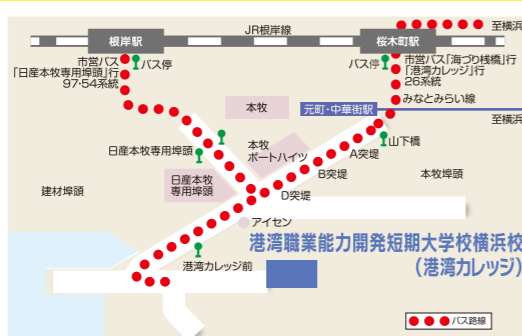 JR根岸線
至横浜
根岸駅
桜木町駅
市営バス
「日産本牧専用埠頭」行
97・54系統
バス停
バス停
市営バス「海づり桟橋」行
「港湾カレッジ」行
26系統
みなとみらい線
元町・中華街駅
至横浜
本牧
山下橋
日産本牧専用埠頭
本牧
ポートハイツ
A突堤
B突堤
本牧埠頭
D突堤
日産本牧
専用埠頭
建材埠頭
アイセン
港湾職業能力開発短期大学校横浜校
(港湾カレッジ)
港湾カレッジ前
バス路線